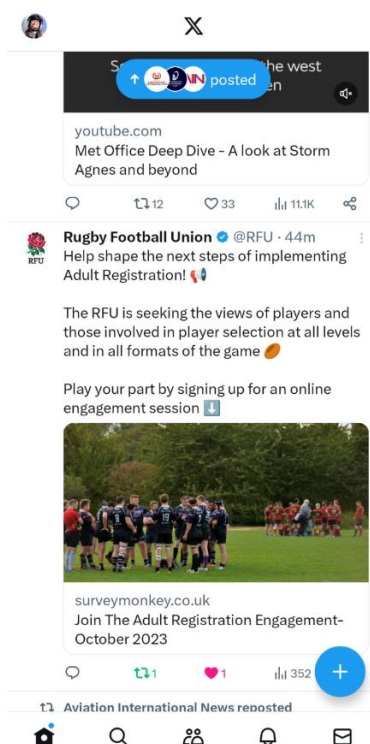 So he west
en
↑ AIN posted
youtube.com
Met Office Deep Dive - A look at Storm
Agnes and beyond
12 33 11.1K
Rugby Football Union @RFU · 44m
RFU
Help shape the next steps of implementing
Adult Registration! 📢
The RFU is seeking the views of players and
those involved in player selection at all levels
and in all formats of the game 🏉
Play your part by signing up for an online
engagement session ⬇️
surveymonkey.co.uk
Join The Adult Registration Engagement-
October 2023
1 1 352
+
Aviation International News reposted